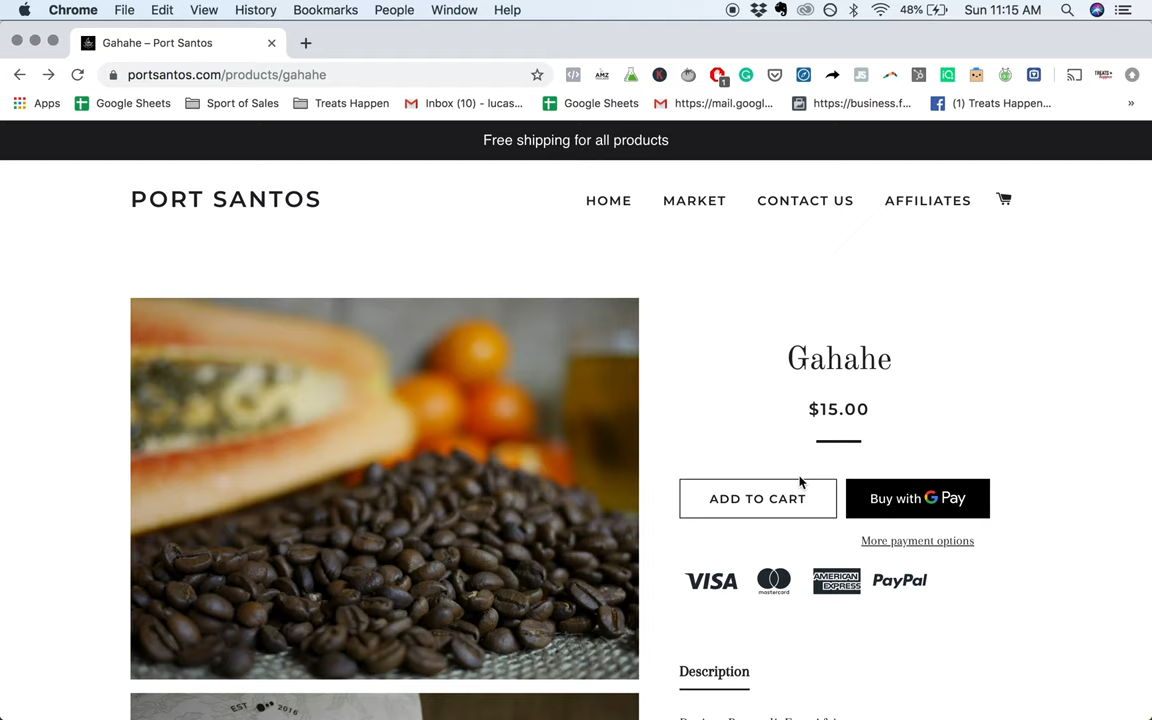 Chrome File Edit View History Bookmarks People Window Help 48% Sun 11:15 AM
Gahahe – Port Santos
portsantos.com/products/gahahe
Apps Google Sheets Sport of Sales Treats Happen Inbox (10) - lucas... Google Sheets https://mail.googl... https://business.f... (1) Treats Happen... »
Free shipping for all products
PORT SANTOS HOME MARKET CONTACT US AFFILIATES
Gahahe
$15.00
ADD TO CART Buy with G Pay
More payment options
VISA mastercard AMERICAN EXPRESS PayPal
Description
EST 2016